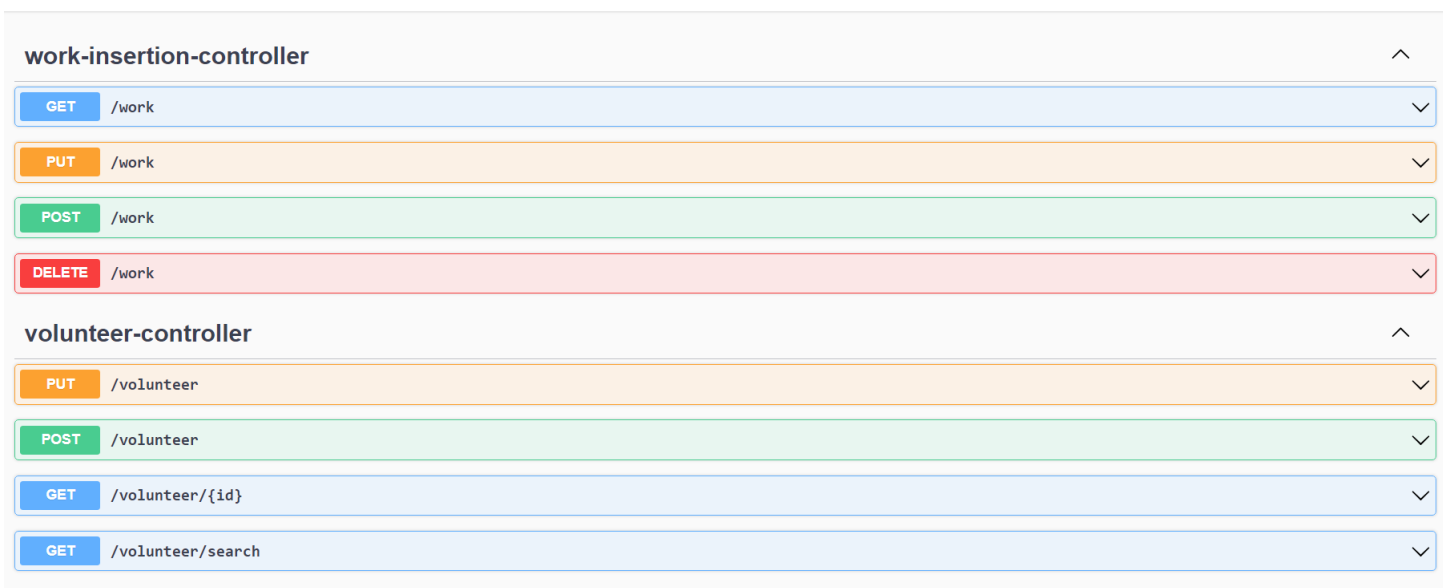 work-insertion-controller
GET /work
PUT /work
POST /work
DELETE /work
volunteer-controller
PUT /volunteer
POST /volunteer
GET /volunteer/{id}
GET /volunteer/search